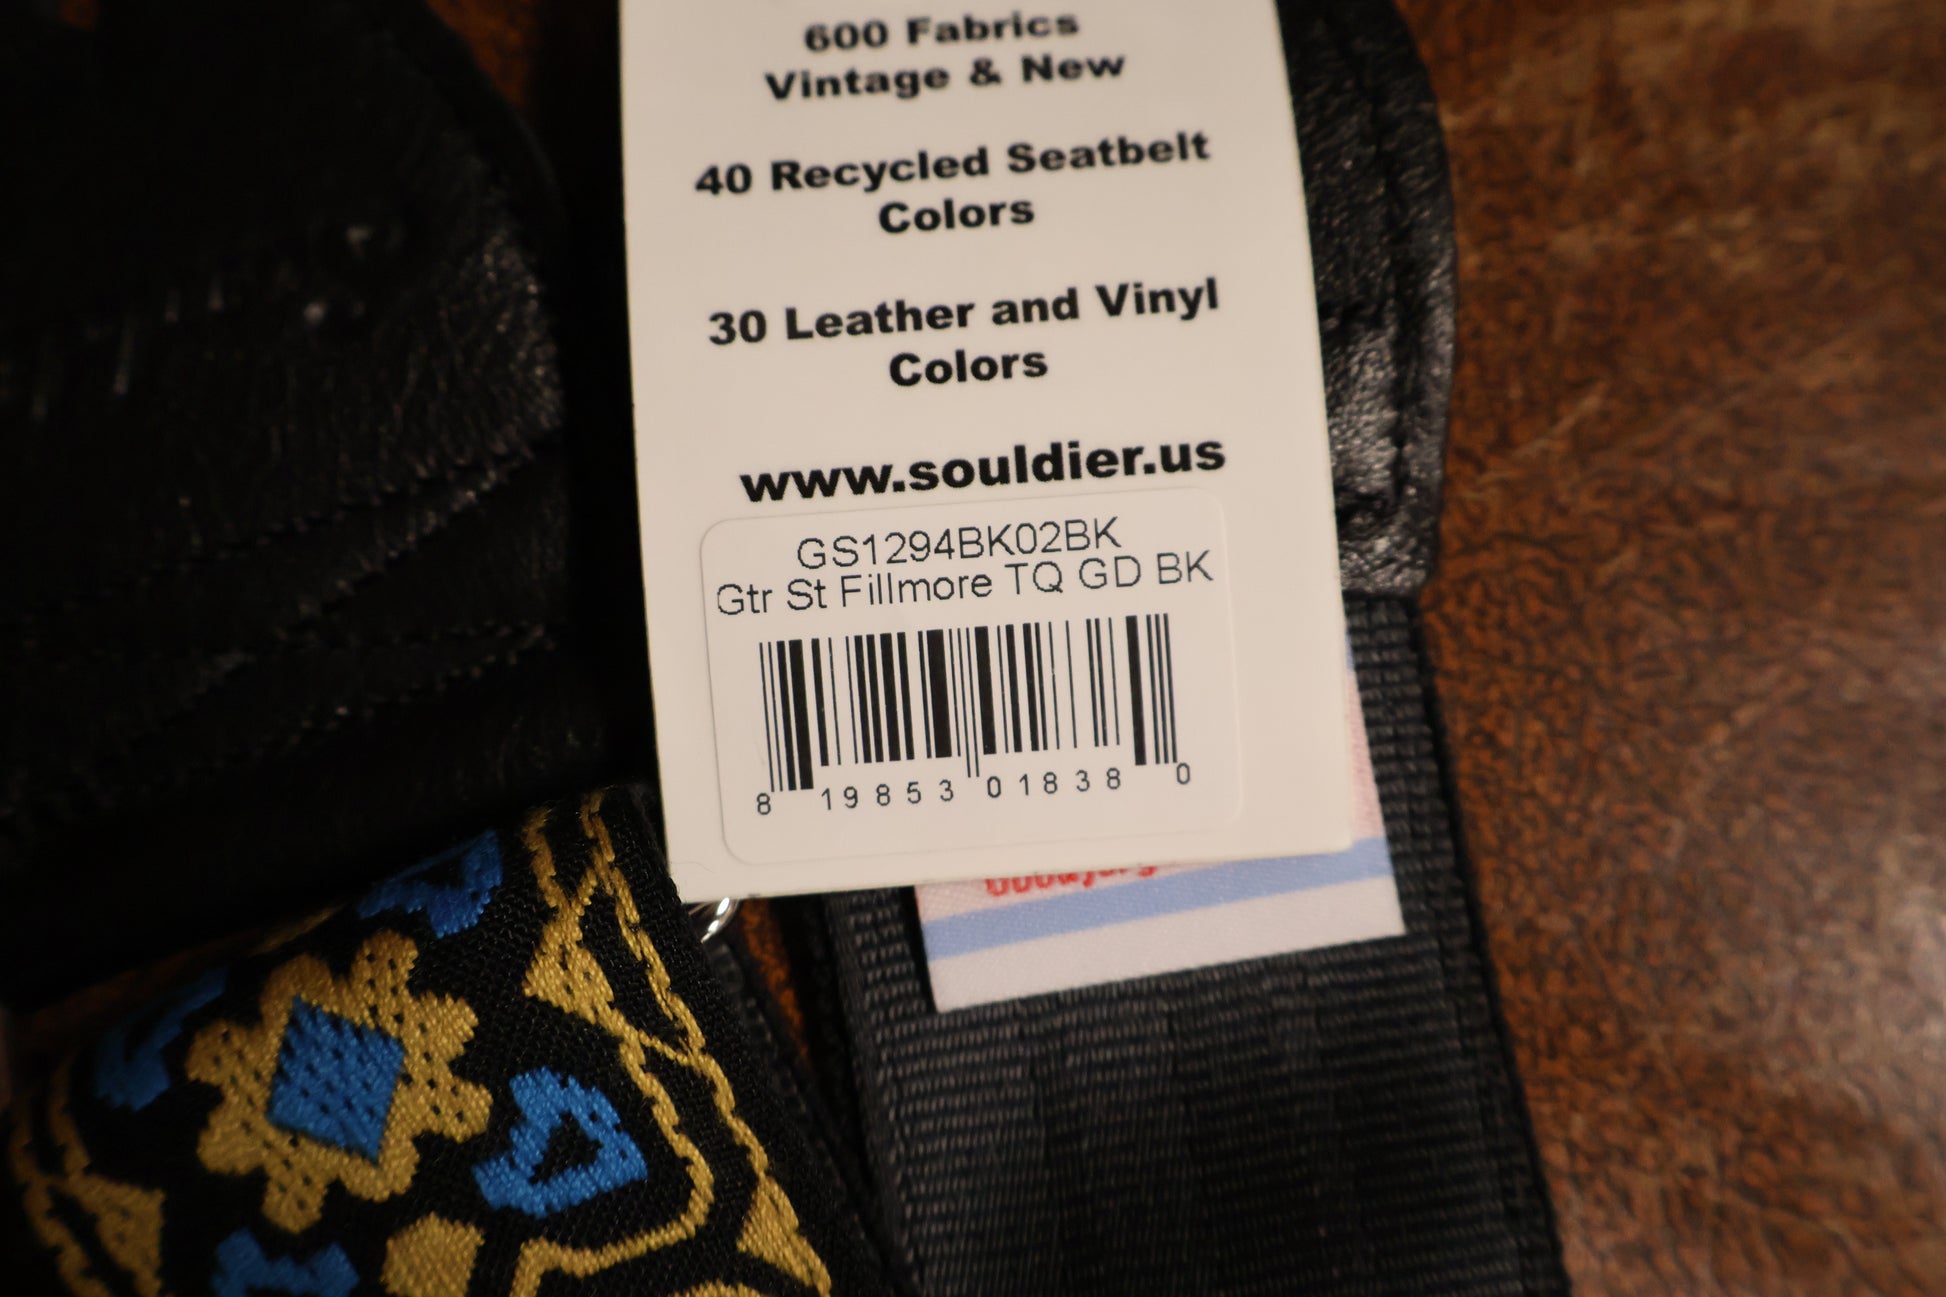 600 Fabrics
Vintage & New
40 Recycled Seatbelt
Colors
30 Leather and Vinyl
Colors
www.souldier.us
GS1294BK02BK
Gtr St Fillmore TQ GD BK
8 19853 01838 0